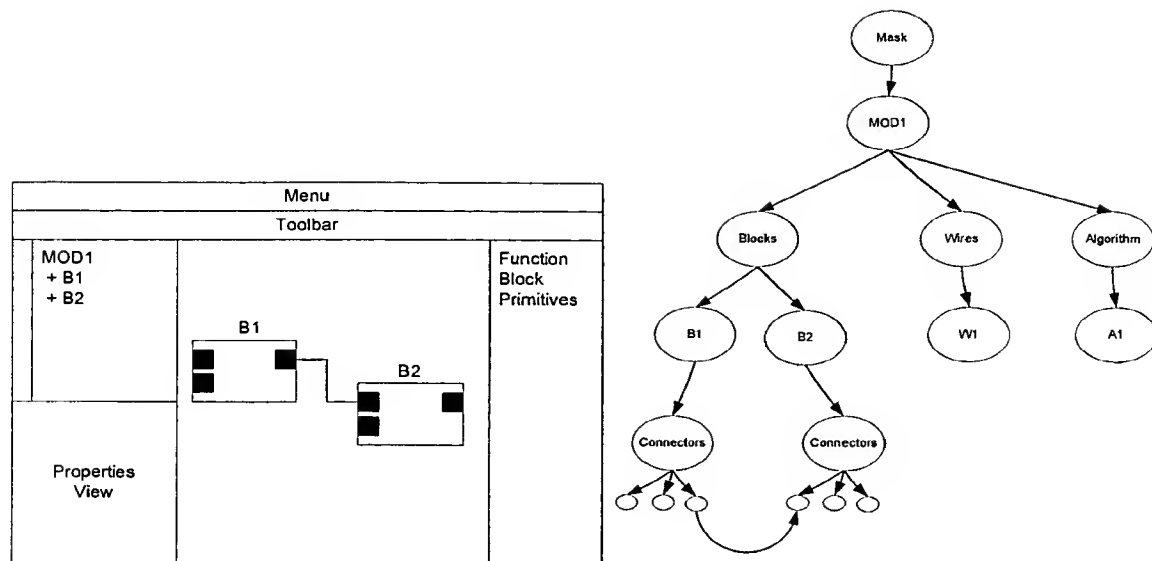 Menu
Toolbar
MOD1
+ B1
+ B2
Properties
View
B1
B2
Function
Block
Primitives
Mask
MOD1
Blocks
Wires
Algorithm
B1
B2
W1
A1
Connectors
Connectors